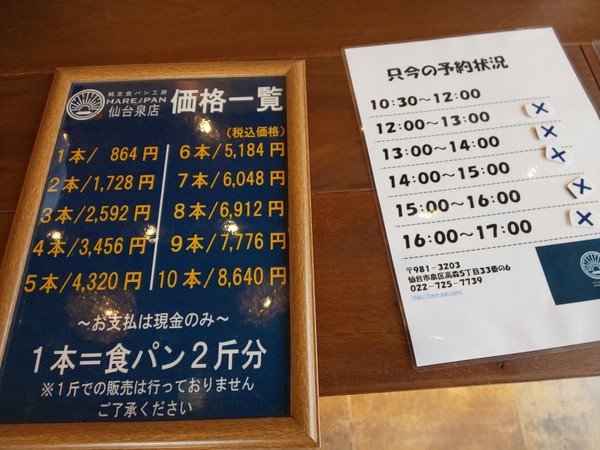 純生食パン工房
HARE/PAN
仙台泉店
価格一覧
(税込価格)
1本/ 864円
2本/1,728円
3本/2,592円
4本/3,456円
5本/4,320円
6本/5,184円
7本/6,048円
8本/6,912円
9本/7,776円
10本/8,640円
～お支払は現金のみ～
1本＝食パン2斤分
※1斤での販売は行っておりません
ご了承ください
只今の予約状況
10:30～12:00
12:00～13:00
13:00～14:00
14:00～15:00
15:00～16:00
16:00～17:00
〒981-3203
仙台市泉区高森5丁目33番の6
022-725-7739
http://hare-pan.com/